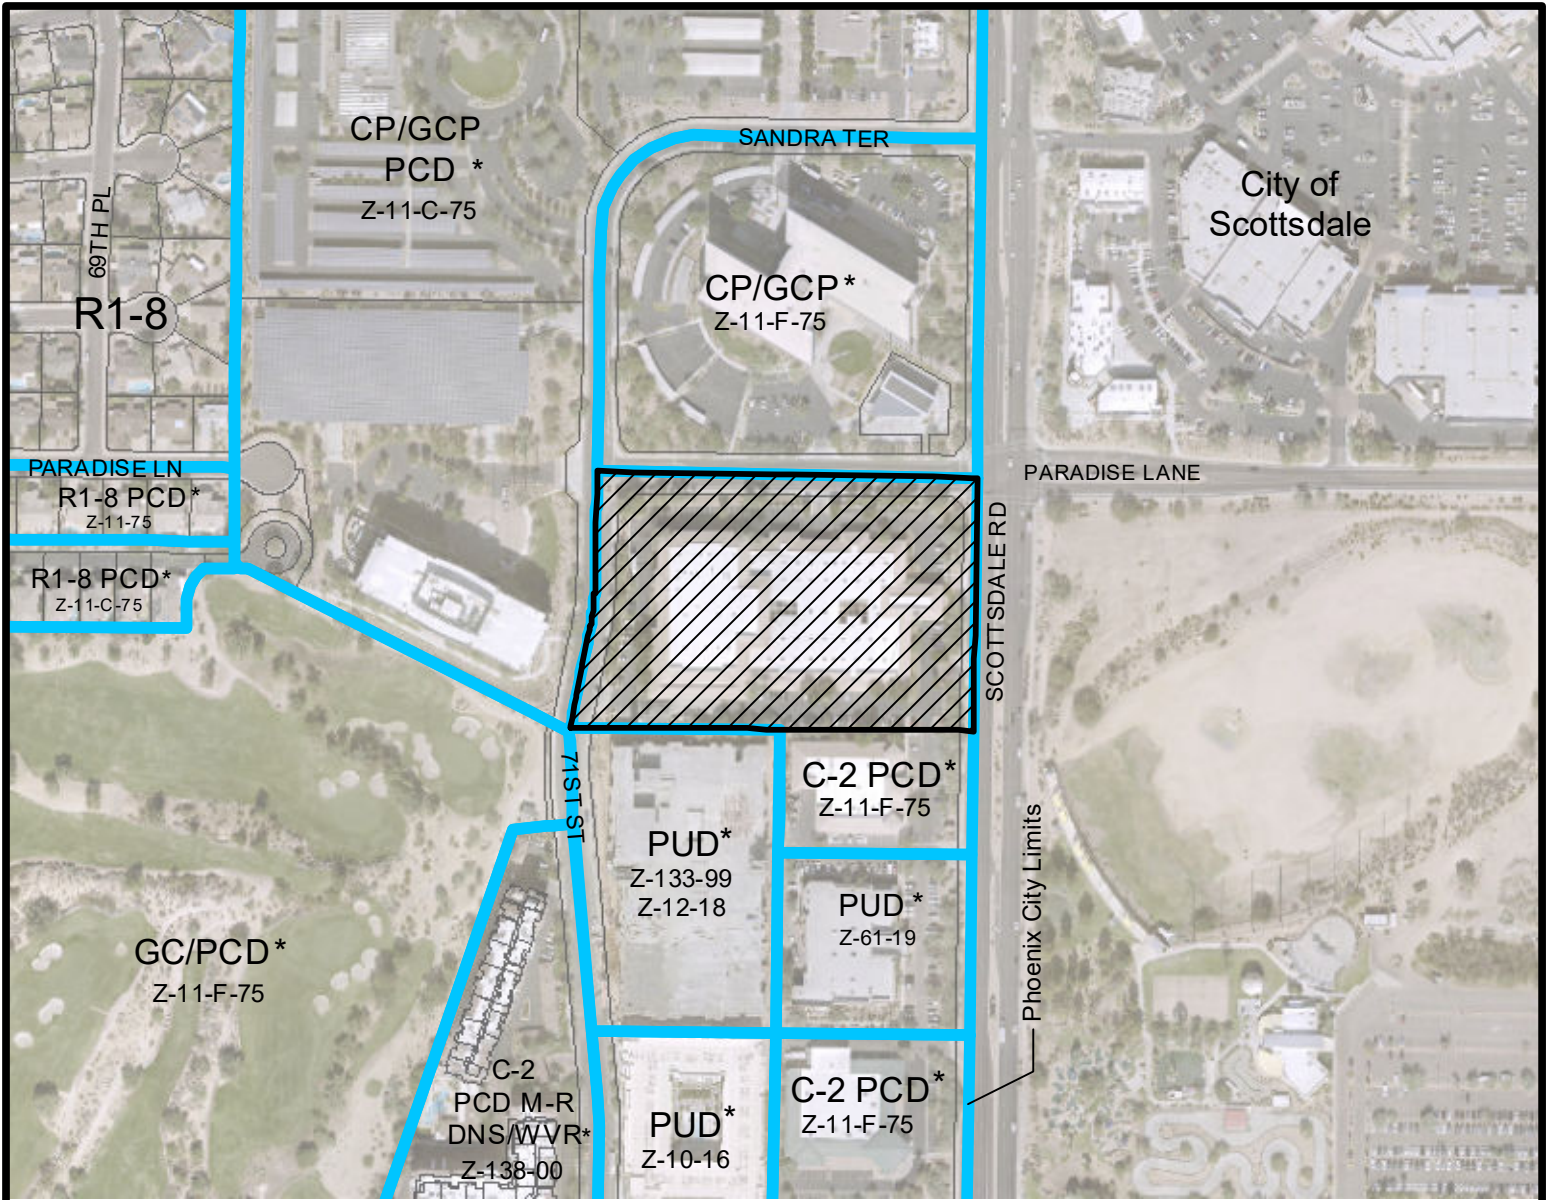 CP/GCP
PCD *
Z-11-C-75
SANDRA TER
City of
Scottsdale
69TH PL
R1-8
CP/GCP*
Z-11-F-75
PARADISE LN
R1-8 PCD*
Z-11-75
PARADISE LANE
R1-8 PCD*
Z-11-C-75
SCOTTSDALE RD
71ST ST
C-2 PCD*
Z-11-F-75
PUD*
Z-133-99
Z-12-18
PUD *
Z-61-19
Phoenix City Limits
GC/PCD*
Z-11-F-75
C-2
PCD M-R
DNS/WVR*
Z-138-00
PUD*
Z-10-16
C-2 PCD*
Z-11-F-75